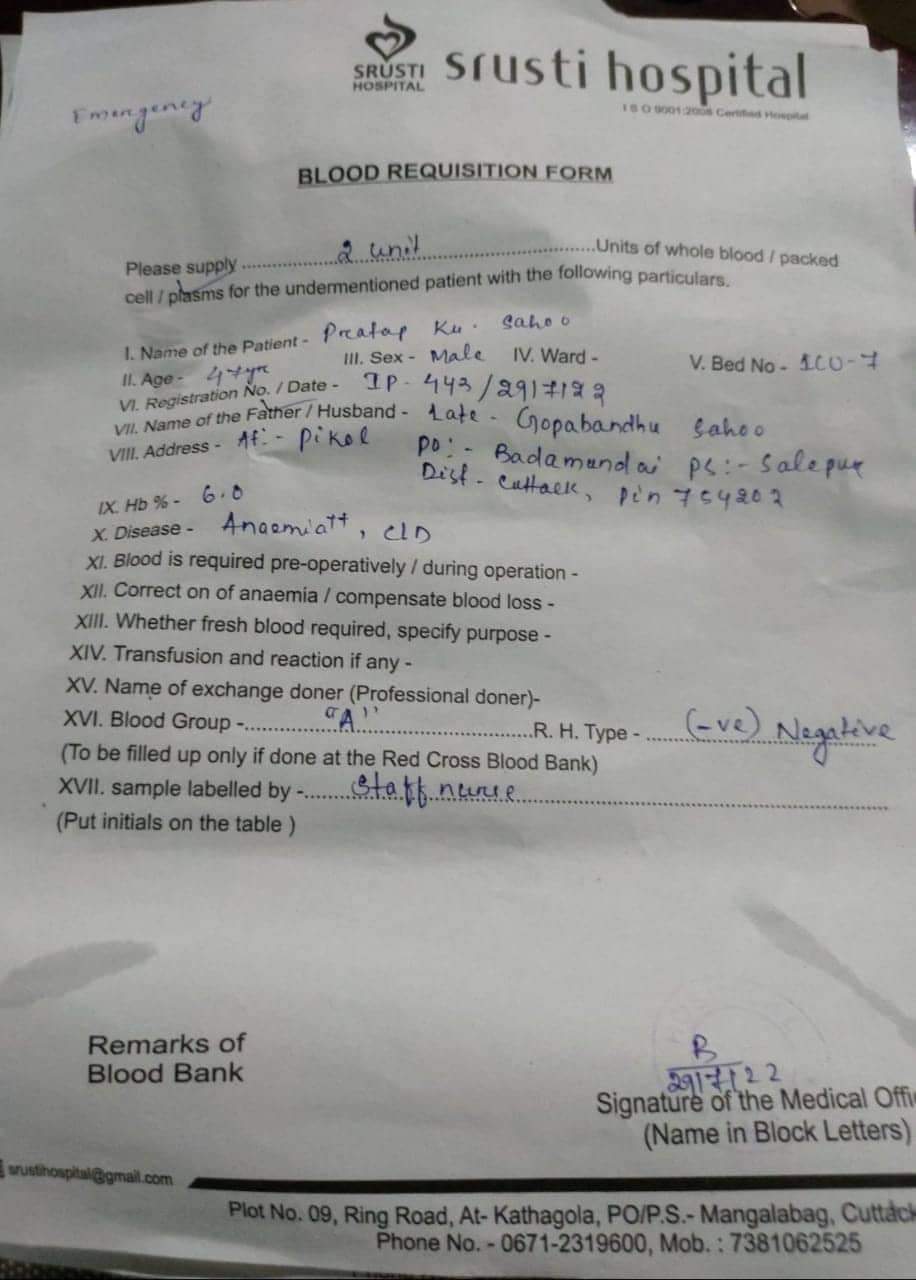 Emergency
SRUSTI
HOSPITAL
srusti hospital
ISO 9001:2008 Certified Hospital
BLOOD REQUISITION FORM
Please supply ....................2 unit..............................Units of whole blood / packed
cell / plasms for the undermentioned patient with the following particulars.
I. Name of the Patient - Pratap Ku. Sahoo
II. Age - 47yr III. Sex - Male IV. Ward - V. Bed No - ICU-7
VI. Registration No. / Date - IP-443/29/7/22
VII. Name of the Father / Husband - Late - Gopabandhu Sahoo
VIII. Address - At:- Pikol PO:- Badamundai PS:- Salepur
Dist - Cuttack, Pin 754202
IX. Hb % - 6.0
X. Disease - Anaemia++, CLD
XI. Blood is required pre-operatively / during operation -
XII. Correct on of anaemia / compensate blood loss -
XIII. Whether fresh blood required, specify purpose -
XIV. Transfusion and reaction if any -
XV. Name of exchange doner (Professional doner)-
XVI. Blood Group -..............."A"..............................R. H. Type - ......(-ve) Negative
(To be filled up only if done at the Red Cross Blood Bank)
XVII. sample labelled by -.......Staff nurse............................................................
(Put initials on the table )
Remarks of
Blood Bank
29/7/22
Signature of the Medical Offi
(Name in Block Letters)
srustihospital@gmail.com
Plot No. 09, Ring Road, At- Kathagola, PO/P.S.- Mangalabag, Cuttack
Phone No. - 0671-2319600, Mob. : 7381062525